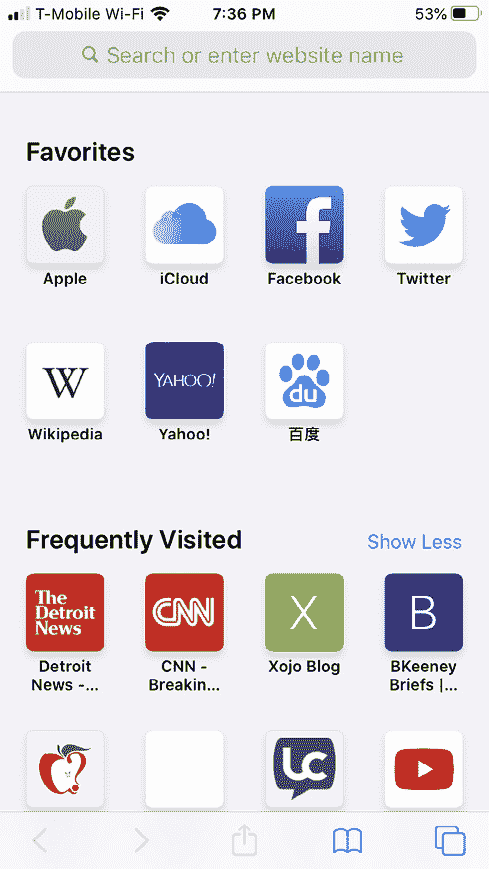 T-Mobile Wi-Fi 7:36 PM 53%
Search or enter website name
Favorites
Apple iCloud Facebook Twitter
W YAHOO! du
Wikipedia Yahoo! 百度
Frequently Visited Show Less
The
Detroit
News CNN X B
Detroit CNN - Xojo Blog BKeeney
News -... Breakin... Briefs |...
LC